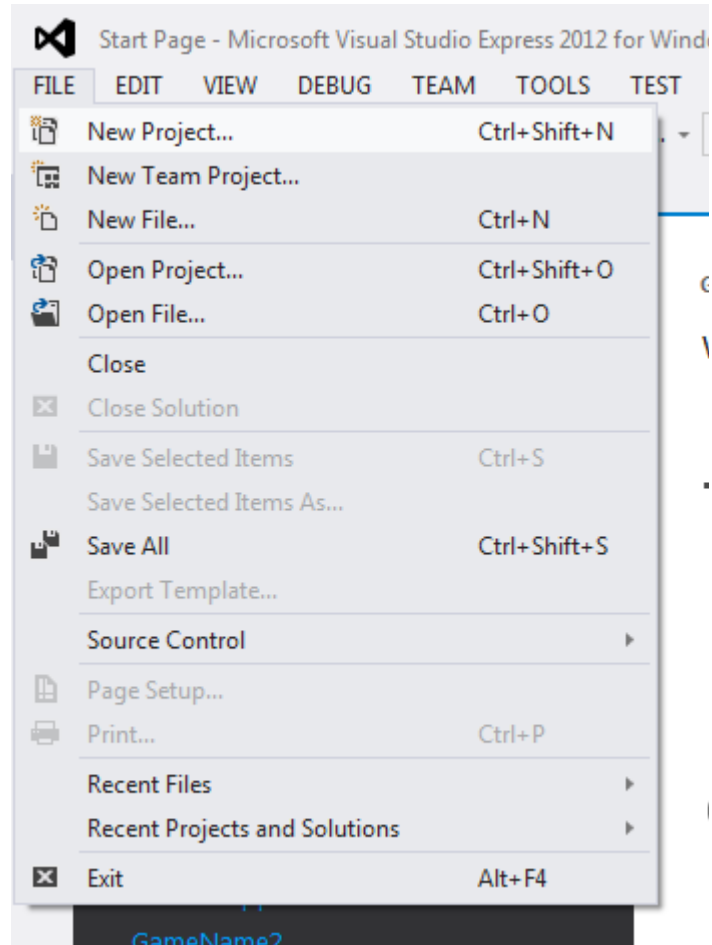 Start Page - Microsoft Visual Studio Express 2012 for
FILE EDIT VIEW DEBUG TEAM TOOLS TEST
New Project... Ctrl+Shift+N
New Team Project...
New File... Ctrl+N
Open Project... Ctrl+Shift+O
Open File... Ctrl+O
Close
Close Solution
Save Selected Items Ctrl+S
Save Selected Items As...
Save All Ctrl+Shift+S
Export Template...
Source Control
Page Setup...
Print... Ctrl+P
Recent Files
Recent Projects and Solutions
Exit Alt+F4
GameName2